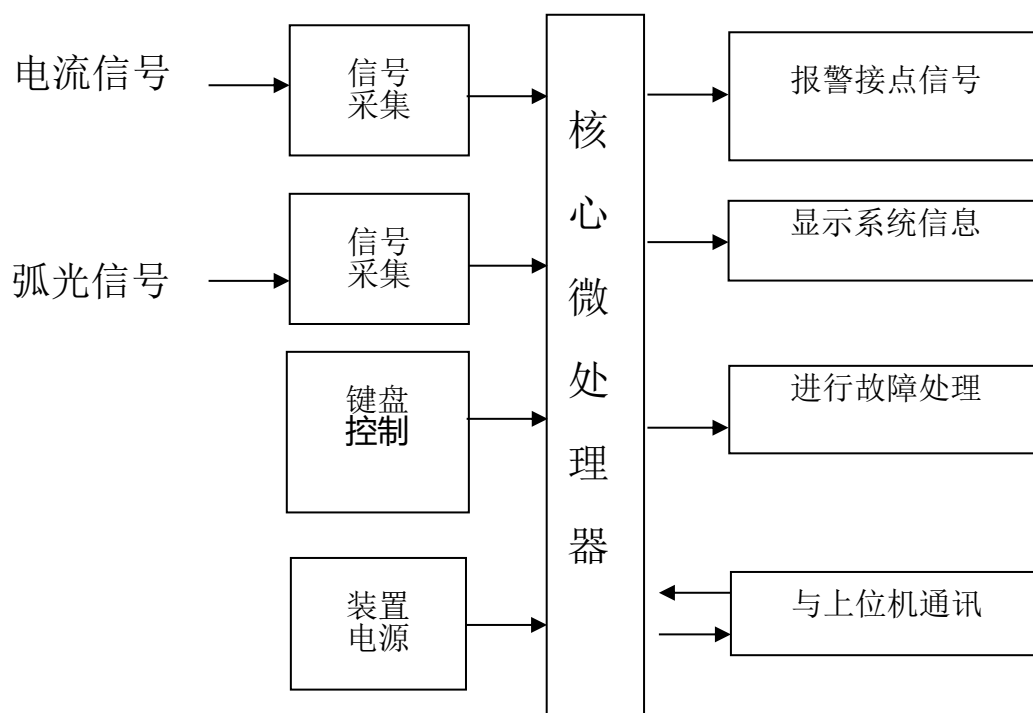 电流信号
信号
采集
报警接点信号
弧光信号
信号
采集
显示系统信息
键盘
控制
进行故障处理
装置
电源
与上位机通讯
核
心
微
处
理
器